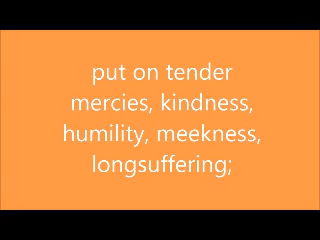 put on tender
mercies, kindness,
humility, meekness,
longsuffering;